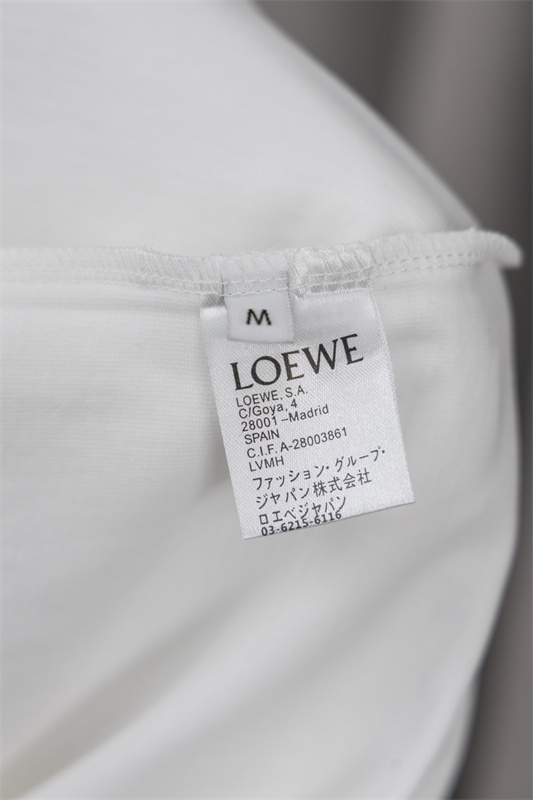 M
LOEWE
LOEWE, S.A.
C/Goya, 4
28001 –Madrid
SPAIN
C.I.F. A-28003861
LVMH
ファッション・グループ・
ジャパン株式会社
ロエベジャパン
03-6215-6116